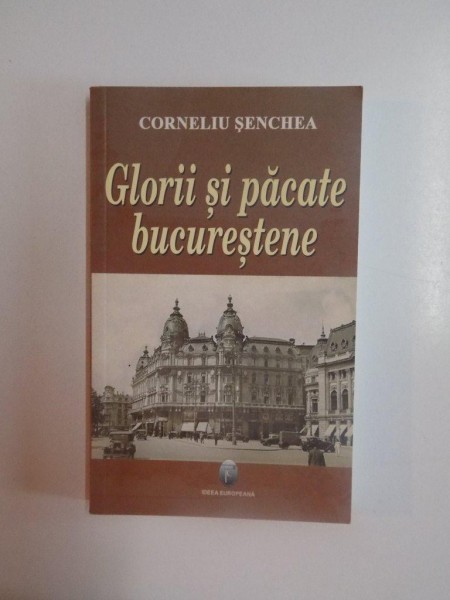 CORNELIU ŞENCHEA
Glorii şi păcate
bucureştene
IDEEA EUROPEANĂ